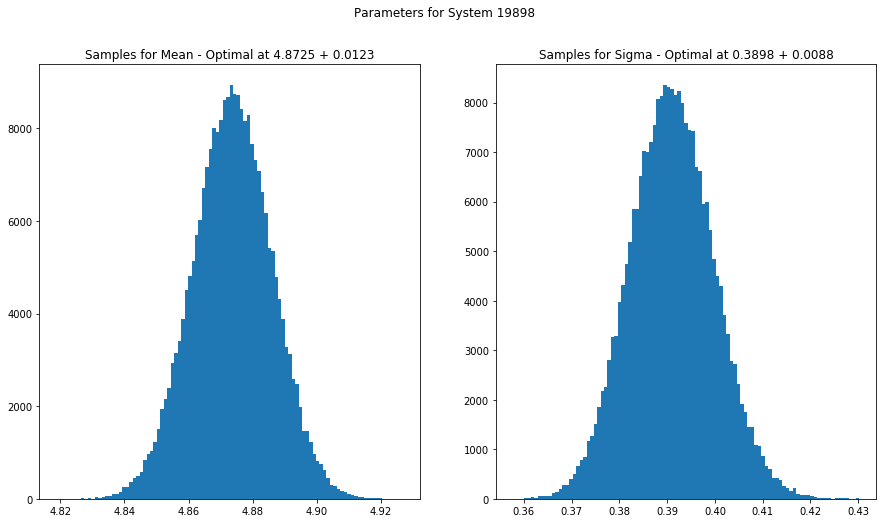 Parameters for System 19898
Samples for Mean - Optimal at 4.8725 + 0.0123
Samples for Sigma - Optimal at 0.3898 + 0.0088
8000
6000
4000
2000
0
4.82 4.84 4.86 4.88 4.90 4.92
8000
7000
6000
5000
4000
3000
2000
1000
0
0.36 0.37 0.38 0.39 0.40 0.41 0.42 0.43